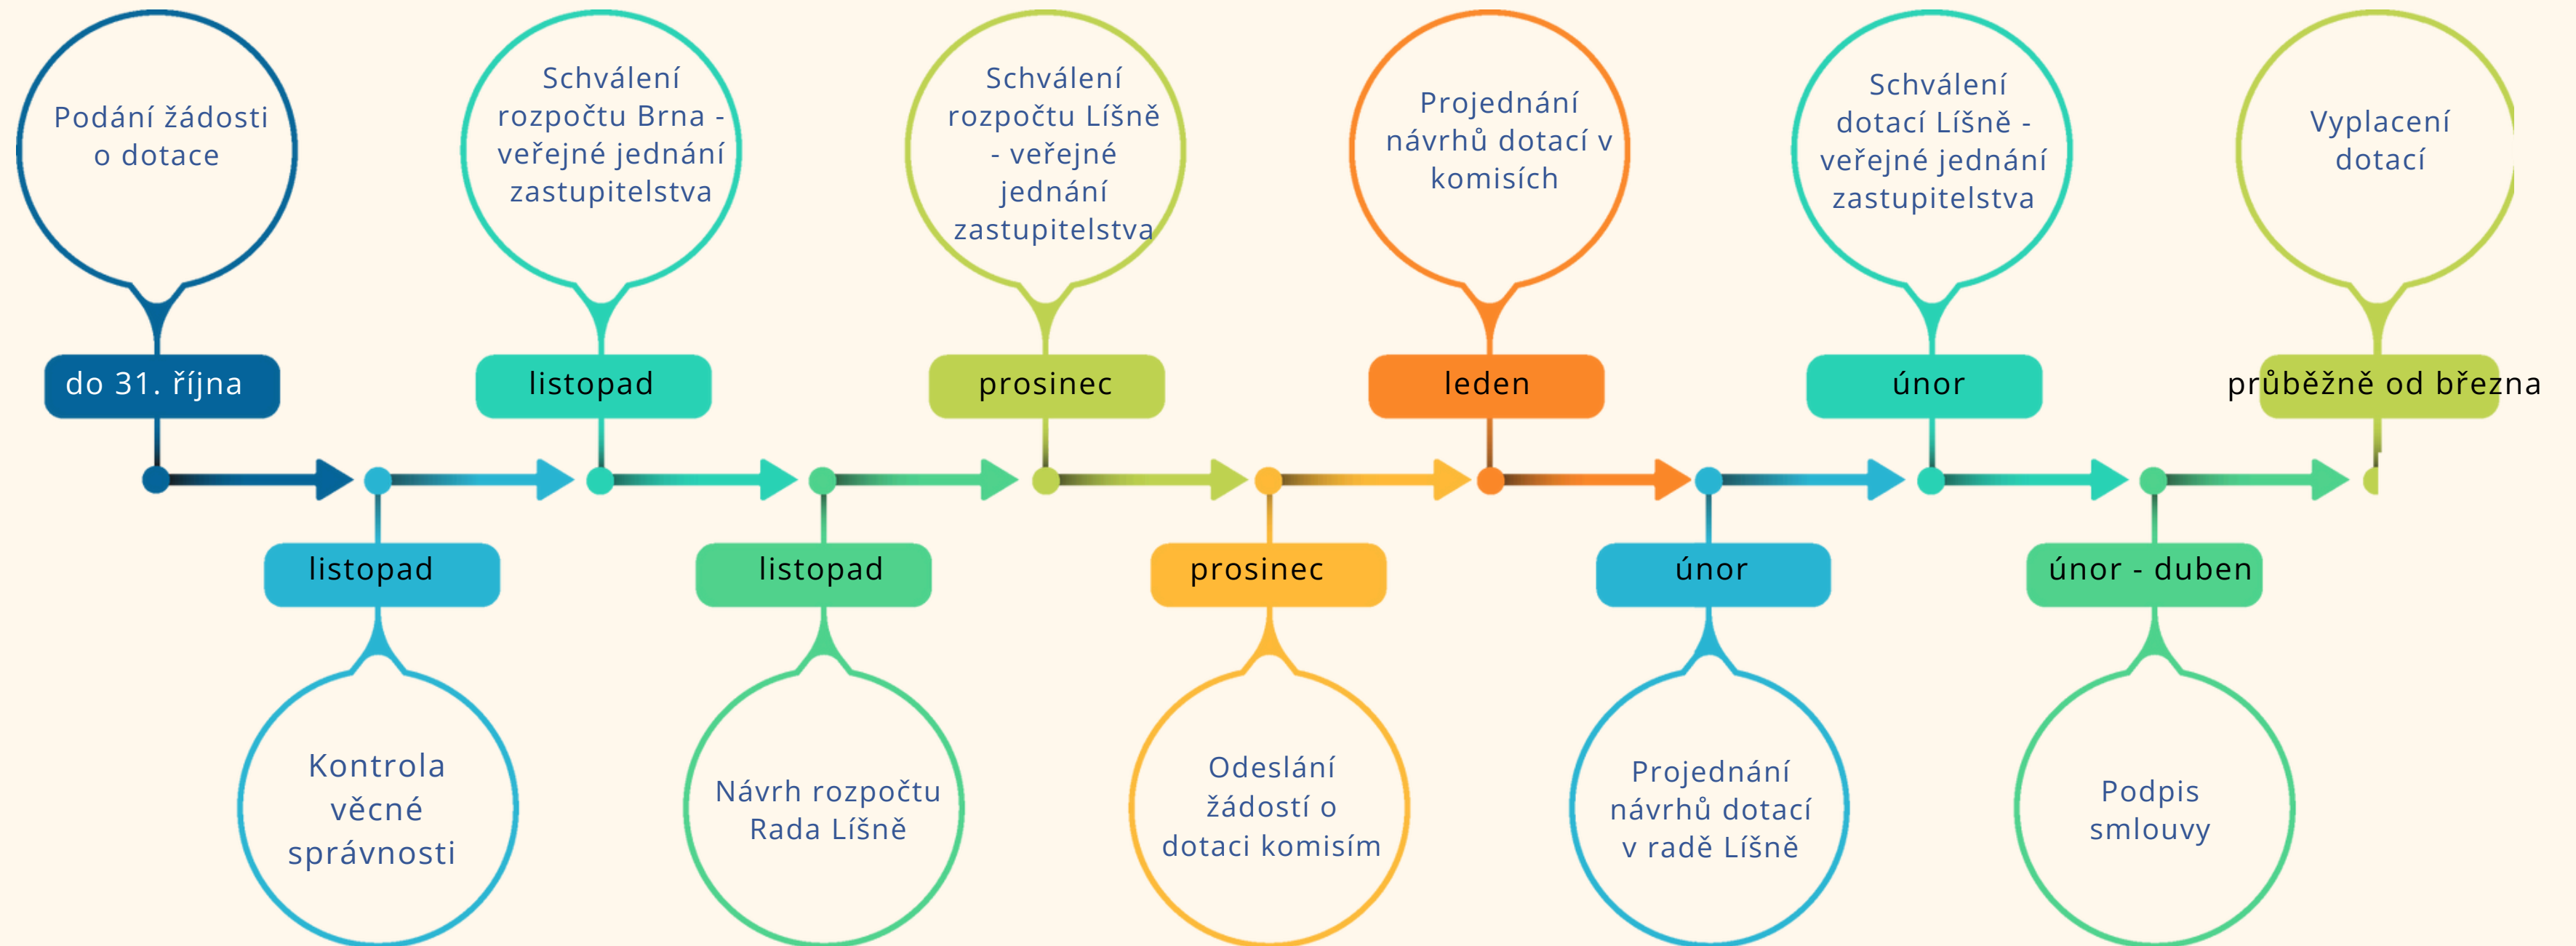 Podání žádosti
o dotace
do 31. října
listopad
Kontrola
věcné
správnosti
Schválení
rozpočtu Brna -
veřejné jednání
zastupitelstva
listopad
listopad
Návrh rozpočtu
Rada Líšně
Schválení
rozpočtu Líšně
- veřejné
jednání
zastupitelstva
prosinec
prosinec
Odeslání
žádostí o
dotaci komisím
Projednání
návrhů dotací v
komisích
leden
únor
Projednání
návrhů dotací
v radě Líšně
Schválení
dotací Líšně -
veřejné jednání
zastupitelstva
únor
únor - duben
Podpis
smlouvy
Vyplacení
dotací
průběžně od března